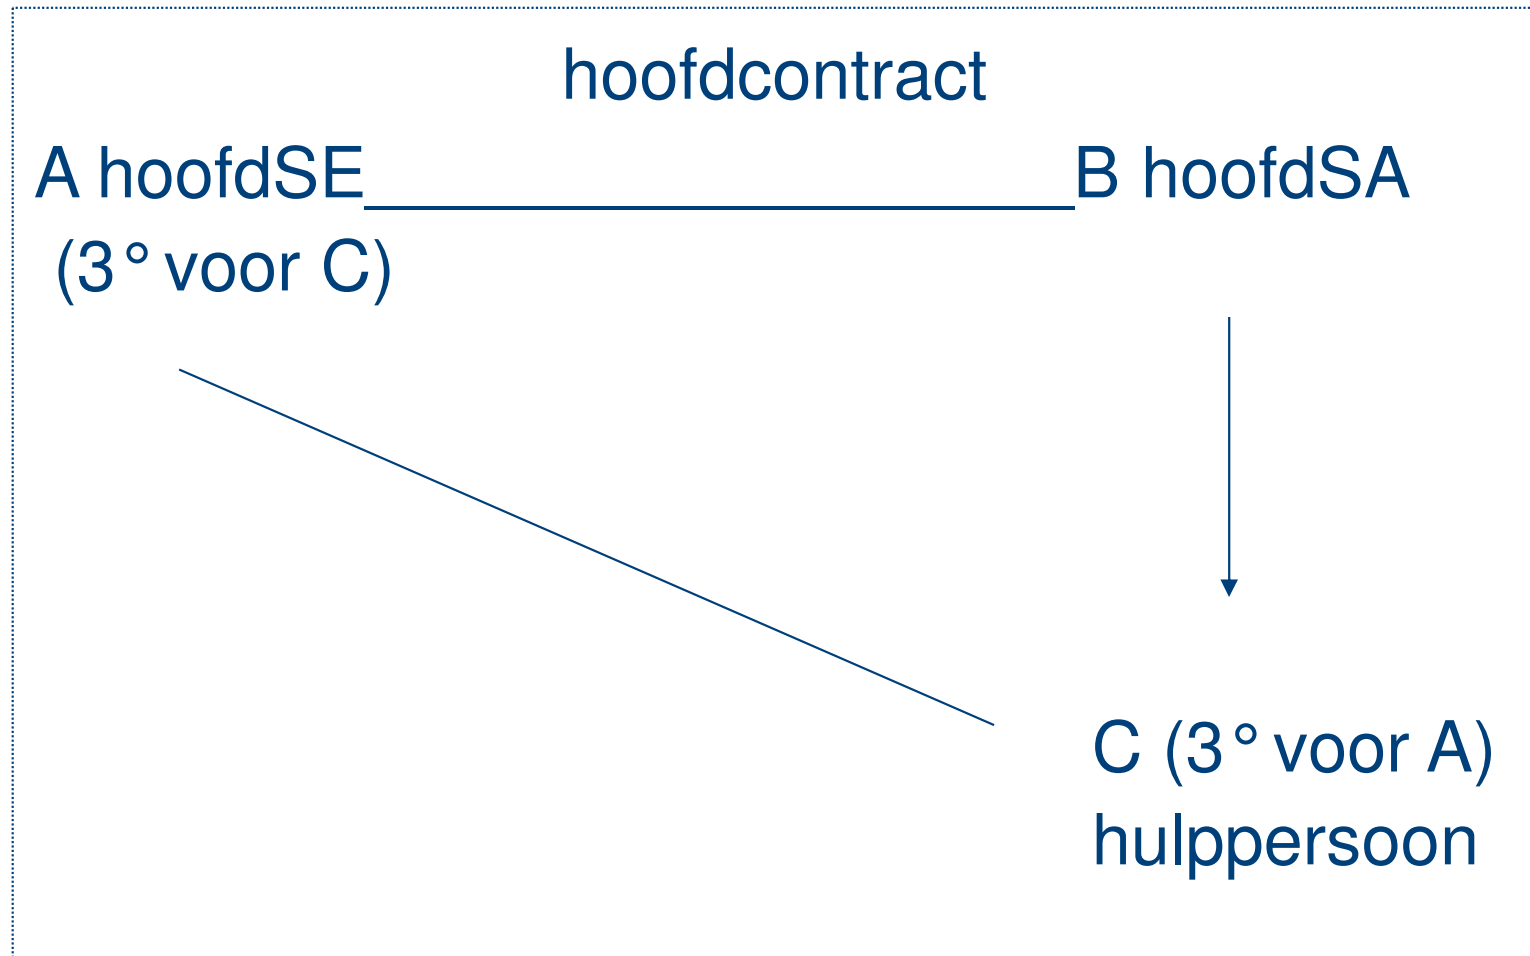 hoofdcontract
A hoofdSE B hoofdSA
(3° voor C)
C (3° voor A)
hulppersoon